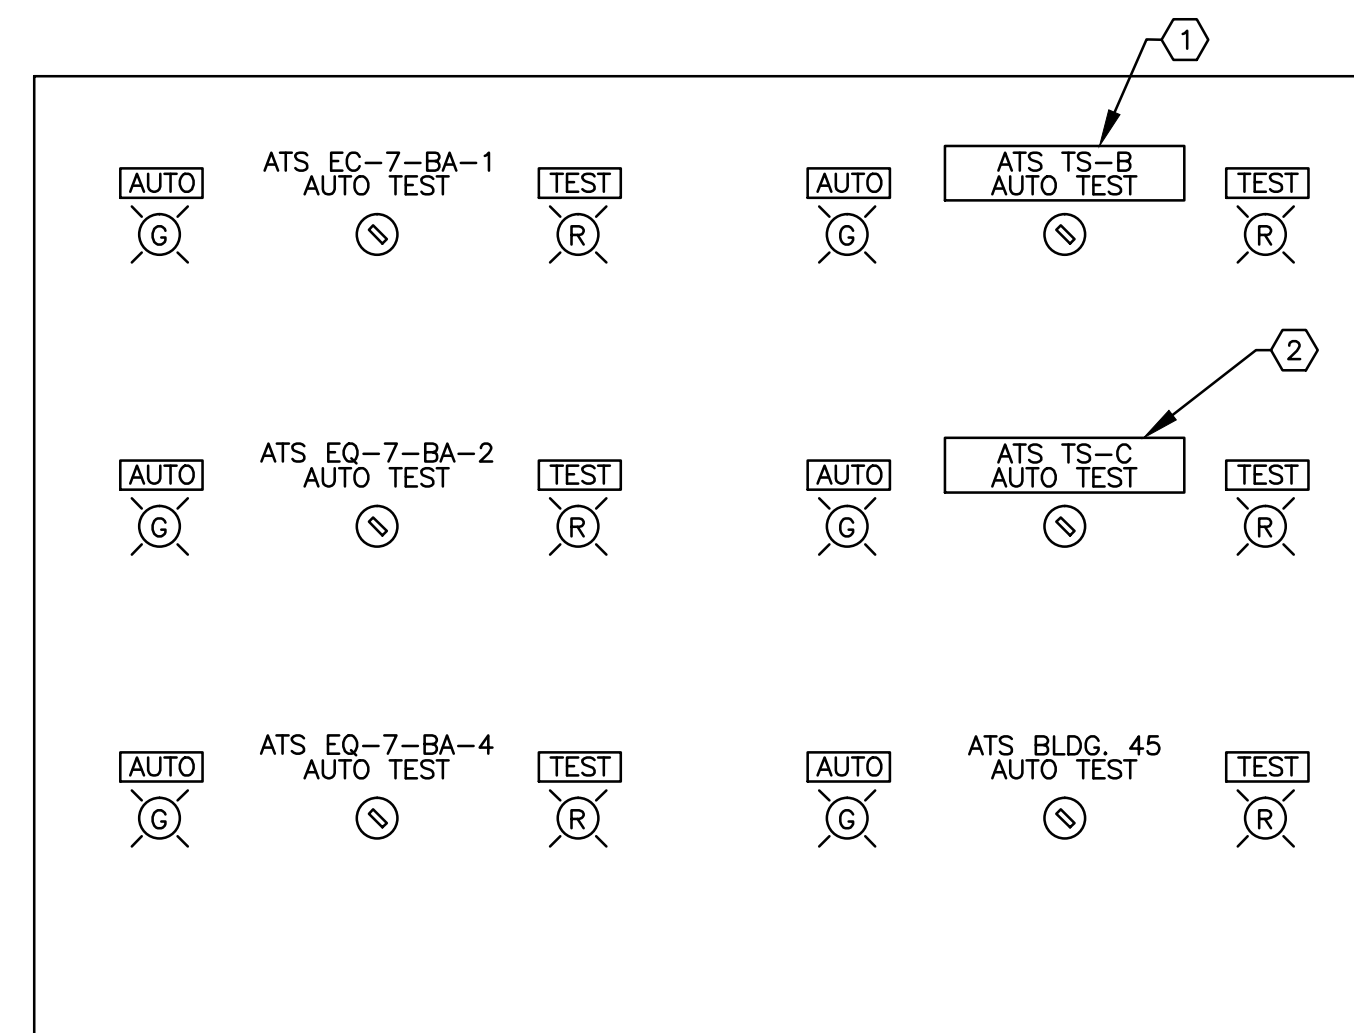 1
ATS EC-7-BA-1
AUTO TEST
AUTO
TEST
G
R
ATS TS-B
AUTO TEST
AUTO
TEST
G
R
2
ATS EQ-7-BA-2
AUTO TEST
AUTO
TEST
G
R
ATS TS-C
AUTO TEST
AUTO
TEST
G
R
ATS EQ-7-BA-4
AUTO TEST
AUTO
TEST
G
R
ATS BLDG. 45
AUTO TEST
AUTO
TEST
G
R